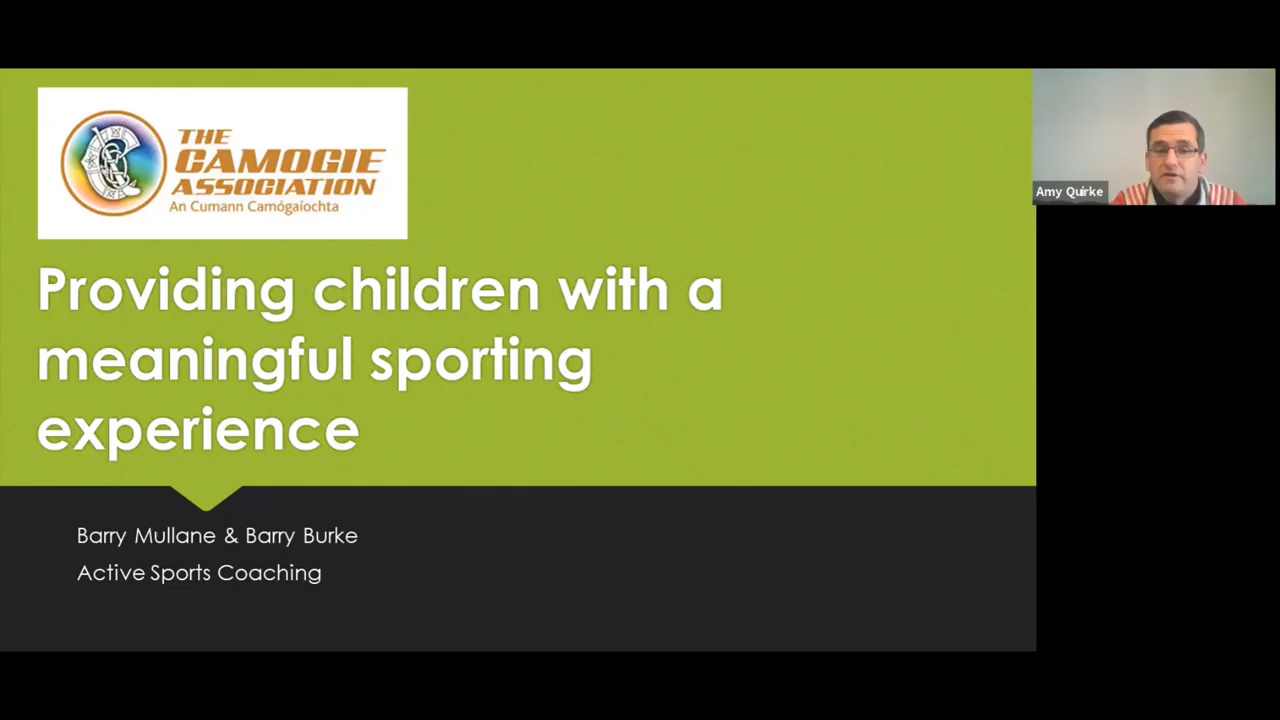 THE
CAMOGIE
ASSOCIATION
An Cumann Camógaíochta
Providing children with a
meaningful sporting
experience
Barry Mullane & Barry Burke
Active Sports Coaching
Amy Quirke